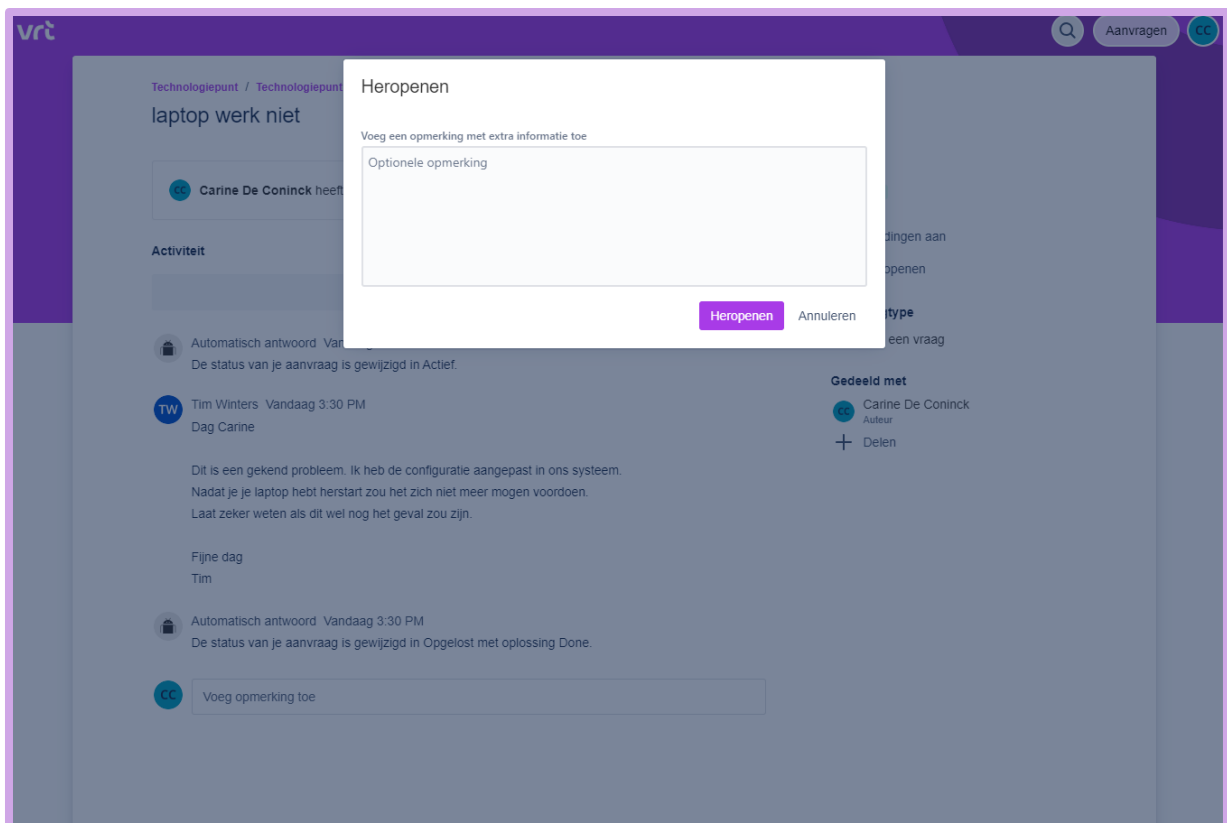 vrt
Aanvragen
CC
Technologiepunt / Technologiepunt
laptop werk niet
CC Carine De Coninck heeft
Activiteit
Heropenen
Voeg een opmerking met extra informatie toe
Optionele opmerking
Heropenen Annuleren
Automatisch antwoord
De status van je aanvraag is gewijzigd in Actief.
TW Tim Winters Vandaag 3:30 PM
Dag Carine
Dit is een gekend probleem. Ik heb de configuratie aangepast in ons systeem.
Nadat je je laptop hebt herstart zou het zich niet meer mogen voordoen.
Laat zeker weten als dit wel nog het geval zou zijn.
Fijne dag
Tim
Automatisch antwoord Vandaag 3:30 PM
De status van je aanvraag is gewijzigd in Opgelost met oplossing Done.
CC Voeg opmerking toe
dingen aan
openen
type
een vraag
Gedeeld met
CC Carine De Coninck
Auteur
Delen